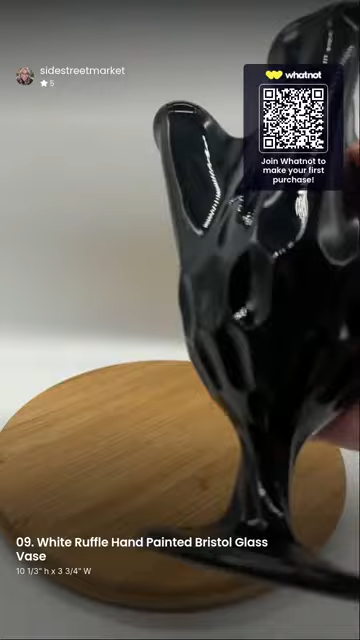 sidestreetmarket
★ 5
whatnot
Join Whatnot to
make your first
purchase!
09. White Ruffle Hand Painted Bristol Glass
Vase
10 1/3" h x 3 3/4" W